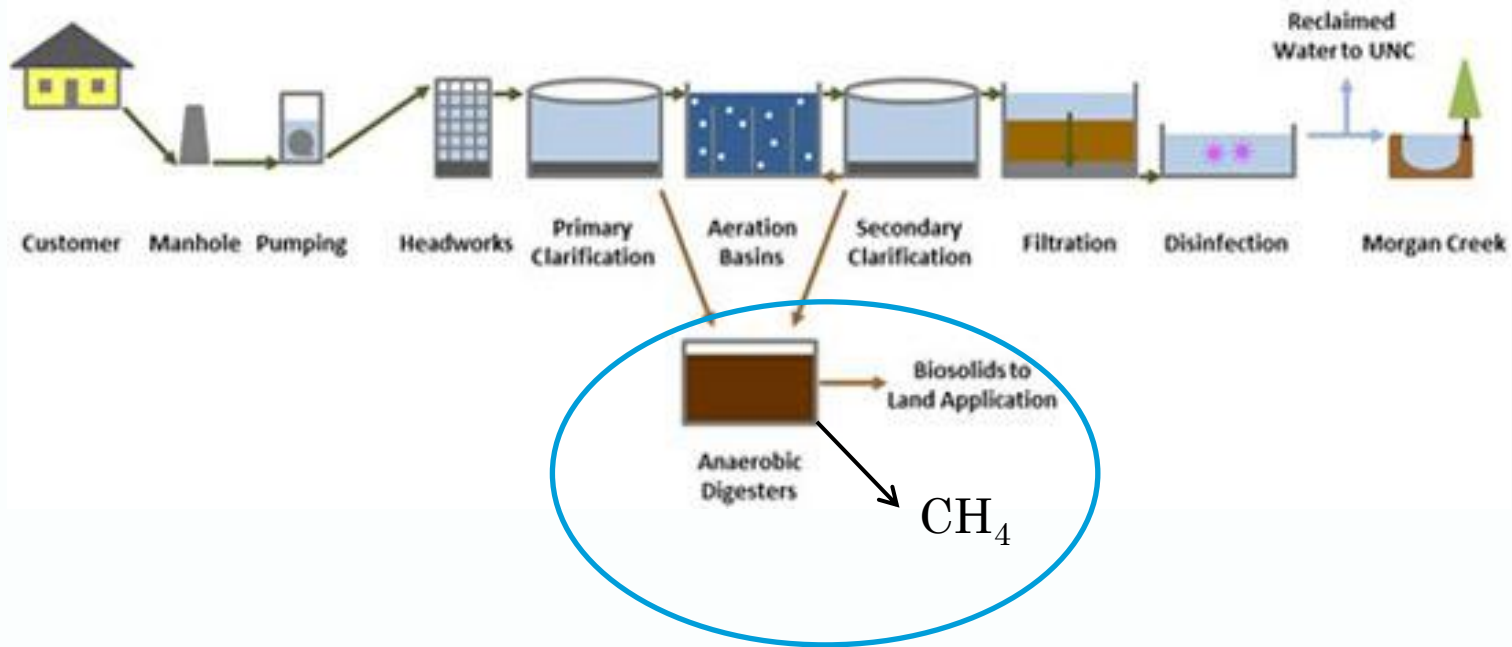 Reclaimed
Water to UNC
Customer
Manhole
Pumping
Headworks
Primary
Clarification
Aeration
Basins
Secondary
Clarification
Filtration
Disinfection
Morgan Creek
Biosolids to
Land Application
Anaerobic
Digesters
CH₄